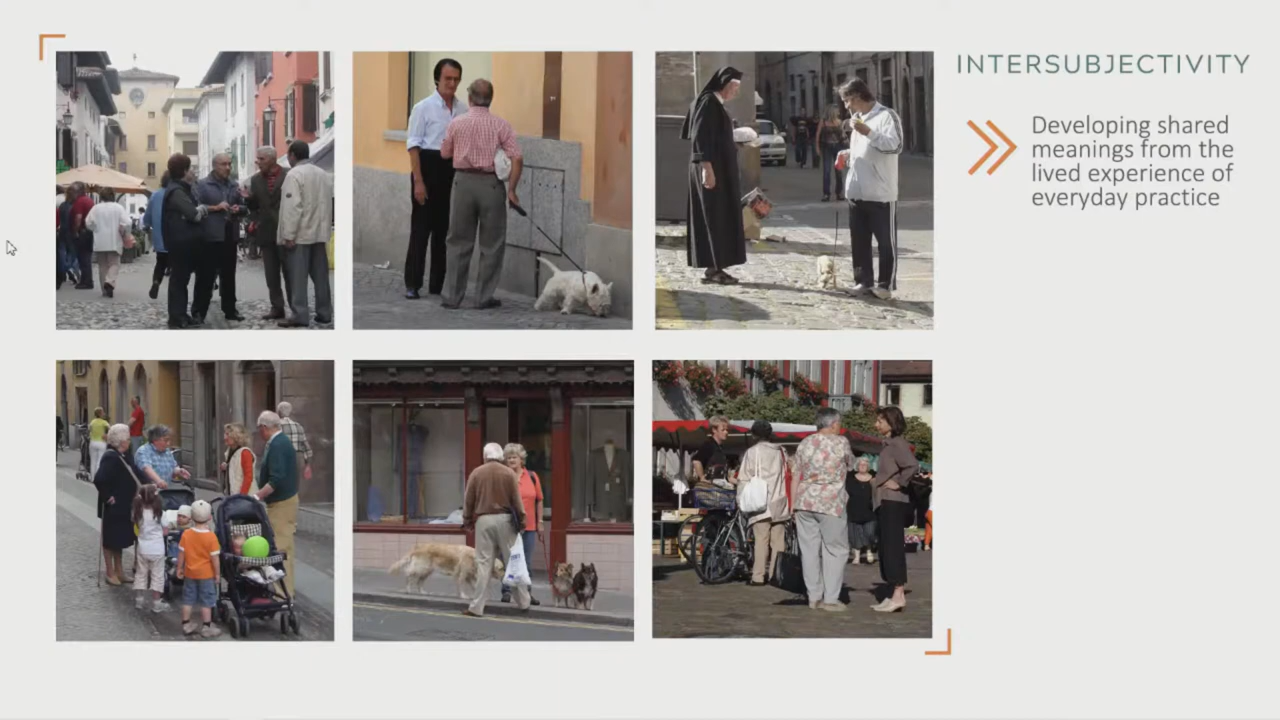 INTERSUBJECTIVITY
Developing shared
meanings from the
lived experience of
everyday practice